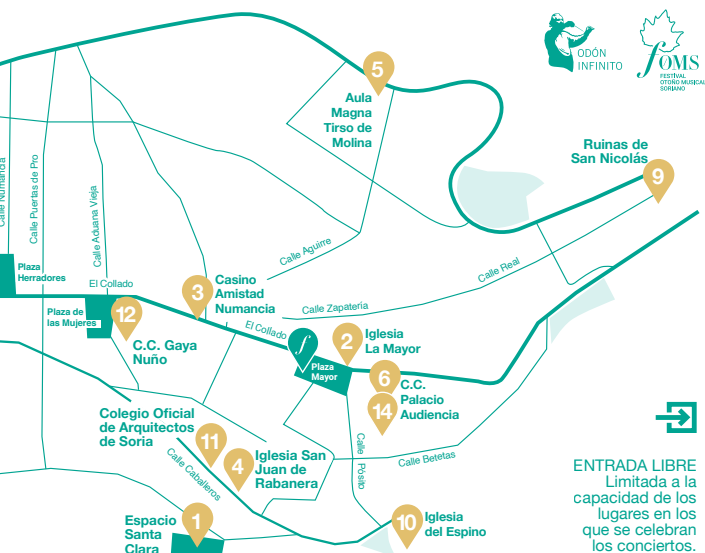 ODÓN
INFINITO
fOMS
FESTIVAL
OTOÑO MUSICAL
SORIANO
5
Aula
Magna
Tirso de
Molina
Ruinas de
San Nicolás
9
Calle Numancia
Calle Puertas de Pro
Calle Aduana Vieja
Calle Aguirre
Calle Real
Plaza
Herradores
El Collado
3
Casino
Amistad
Numancia
Calle Zapatería
Plaza de
las Mujeres
12
C.C. Gaya
Nuño
El Collado
f
Plaza
Mayor
2
Iglesia
La Mayor
6
C.C.
Palacio
Audiencia
14
Colegio Oficial
de Arquitectos
de Soria
11
Calle Caballeros
4
Iglesia San
Juan de
Rabanera
Calle Pósito
Calle Betetas
1
Espacio
Santa
Clara
10
Iglesia
del Espino
ENTRADA LIBRE
Limitada a la
capacidad de los
lugares en los
que se celebran
los conciertos.